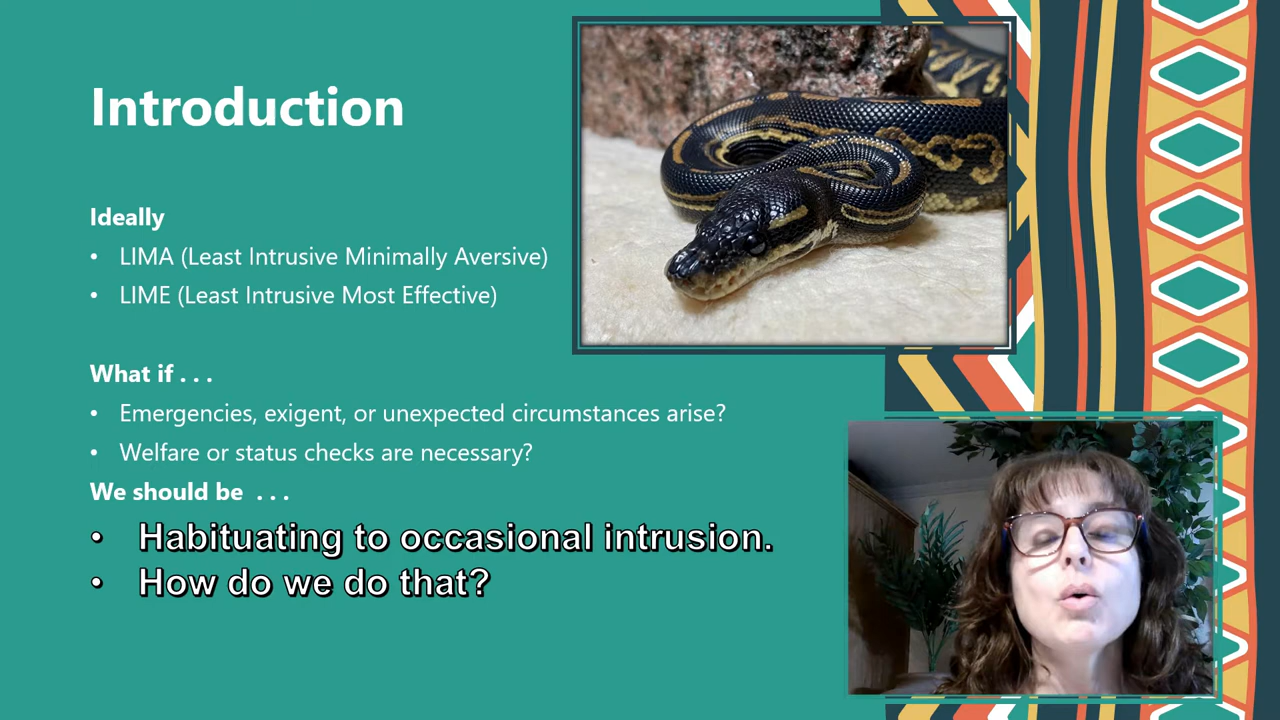 Introduction
Ideally
• LIMA (Least Intrusive Minimally Aversive)
• LIME (Least Intrusive Most Effective)
What if . . .
• Emergencies, exigent, or unexpected circumstances arise?
• Welfare or status checks are necessary?
We should be . . .
• Habituating to occasional intrusion.
• How do we do that?